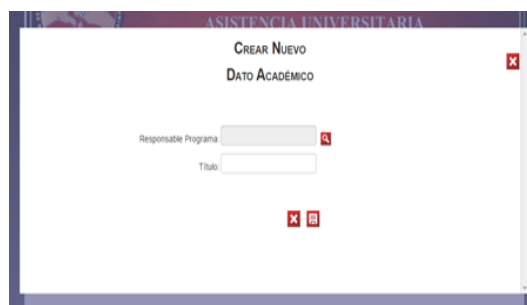 ASISTENCIA UNIVERSITARIA
CREAR NUEVO
DATO ACADÉMICO
Responsable Programa:
Título: